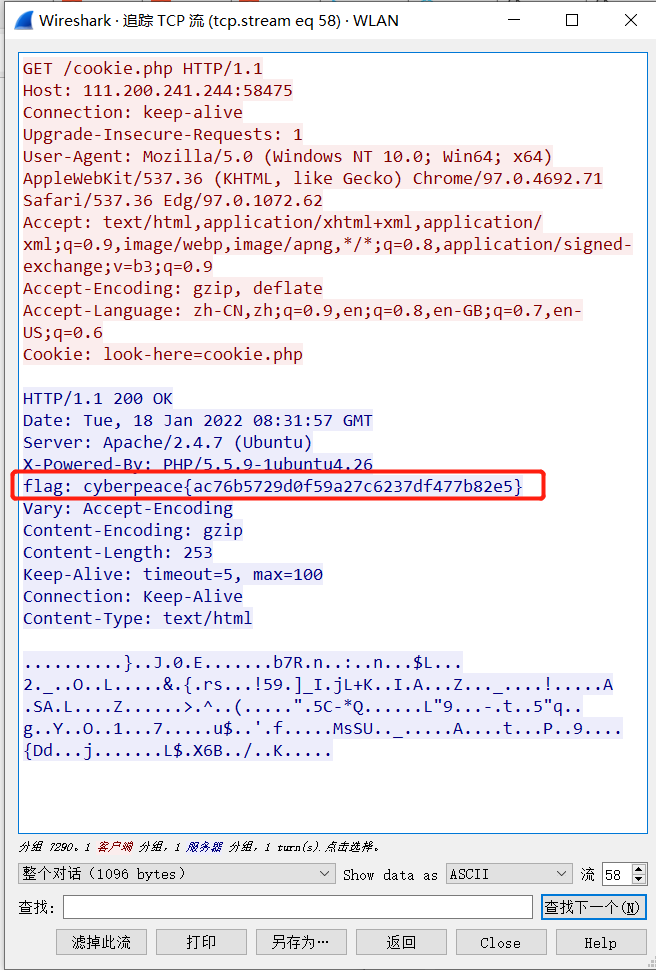 Wireshark · 追踪 TCP 流 (tcp.stream eq 58) · WLAN
GET /cookie.php HTTP/1.1
Host: 111.200.241.244:58475
Connection: keep-alive
Upgrade-Insecure-Requests: 1
User-Agent: Mozilla/5.0 (Windows NT 10.0; Win64; x64)
AppleWebKit/537.36 (KHTML, like Gecko) Chrome/97.0.4692.71
Safari/537.36 Edg/97.0.1072.62
Accept: text/html,application/xhtml+xml,application/
xml;q=0.9,image/webp,image/apng,*/*;q=0.8,application/signed-
exchange;v=b3;q=0.9
Accept-Encoding: gzip, deflate
Accept-Language: zh-CN,zh;q=0.9,en;q=0.8,en-GB;q=0.7,en-
US;q=0.6
Cookie: look-here=cookie.php
HTTP/1.1 200 OK
Date: Tue, 18 Jan 2022 08:31:57 GMT
Server: Apache/2.4.7 (Ubuntu)
X-Powered-By: PHP/5.5.9-1ubuntu4.26
flag: cyberpeace{ac76b5729d0f59a27c6237df477b82e5}
Vary: Accept-Encoding
Content-Encoding: gzip
Content-Length: 253
Keep-Alive: timeout=5, max=100
Connection: Keep-Alive
Content-Type: text/html
..........}..J.0.E.......b7R.n..:..n...$L...
2._..O..L.....&.{.rs...!59.]_I.jL+K..I.A...Z..._....!.....A
.SA.L....Z......>.^..(.....".5C-*Q......L"9...-.t..5"q..
g..Y..O..1...7.....u$..'.f.....MsSU.._.....A....t...P..9....
{Dd...j.......L$.X6B../..K.....
分组 7290。1 客户端 分组，1 服务器 分组，1 turn(s).点击选择。
整个对话（1096 bytes） Show data as ASCII 流 58
查找: 查找下一个(N)
滤掉此流 打印 另存为… 返回 Close Help